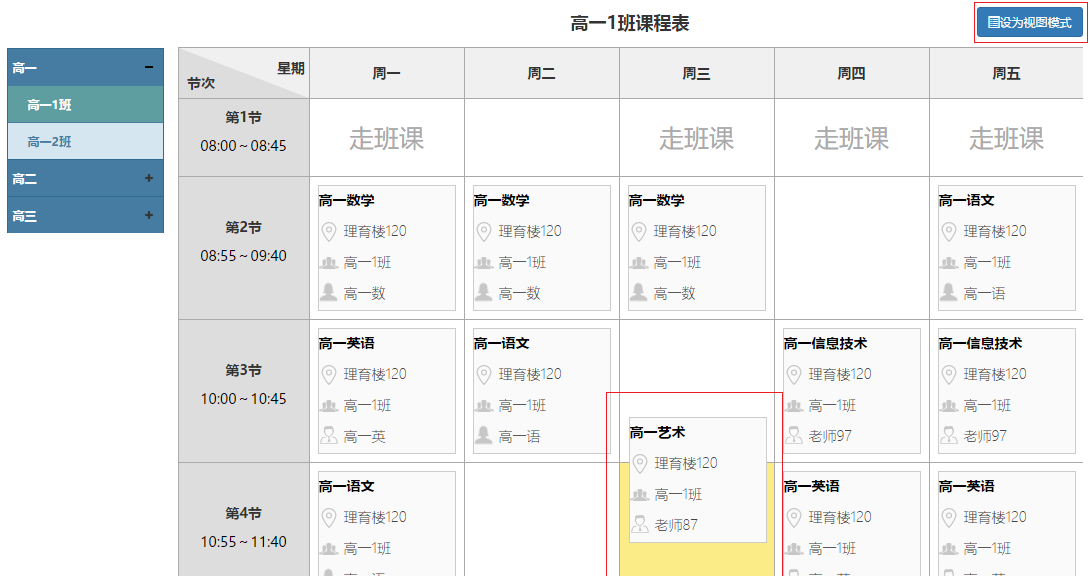 高一1班课程表
设为视图模式
高一
高一1班
高一2班
高二
高三
星期
节次
周一
周二
周三
周四
周五
第1节
08:00～08:45
走班课
走班课
走班课
走班课
第2节
08:55～09:40
高一数学
理育楼120
高一1班
高一数
高一数学
理育楼120
高一1班
高一数
高一数学
理育楼120
高一1班
高一数
高一语文
理育楼120
高一1班
高一语
第3节
10:00～10:45
高一英语
理育楼120
高一1班
高一英
高一语文
理育楼120
高一1班
高一语
高一信息技术
理育楼120
高一1班
老师97
高一信息技术
理育楼120
高一1班
老师97
高一艺术
理育楼120
高一1班
老师87
第4节
10:55～11:40
高一语文
理育楼120
高一1班
高一英语
理育楼120
高一1班
高一英语
理育楼120
高一1班